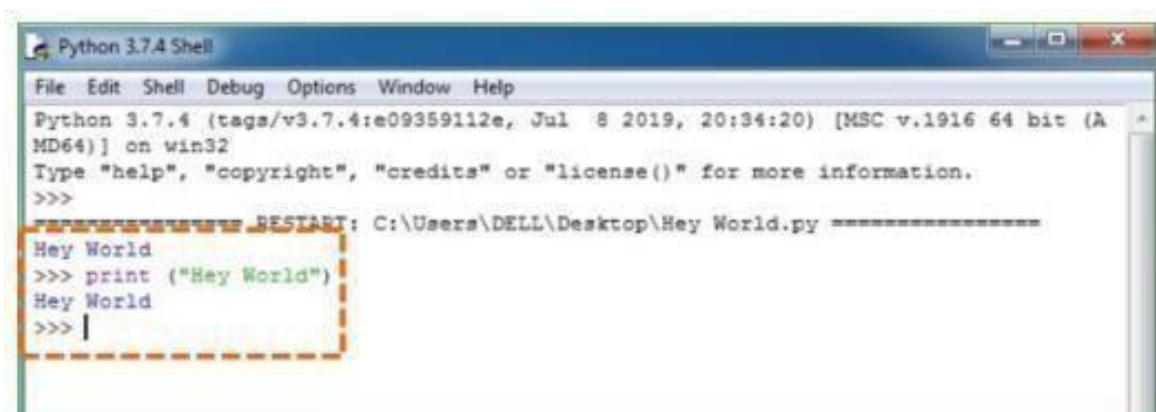 Python 3.7.4 Shell
File Edit Shell Debug Options Window Help
Python 3.7.4 (tags/v3.7.4:e09359112e, Jul  8 2019, 20:34:20) [MSC v.1916 64 bit (A
MD64)] on win32
Type "help", "copyright", "credits" or "license()" for more information.
>>>
================ RESTART: C:\Users\DELL\Desktop\Hey World.py ================
Hey World
>>> print ("Hey World")
Hey World
>>>